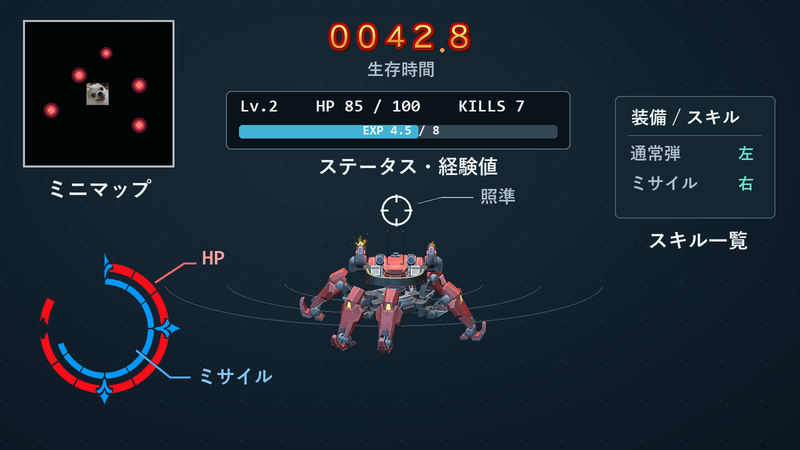 0042.8
生存時間
Lv.2 HP 85 / 100 KILLS 7
EXP 4.5 / 8
ステータス・経験値
ミニマップ
照準
装備 / スキル
通常弾 左
ミサイル 右
スキル一覧
HP
ミサイル